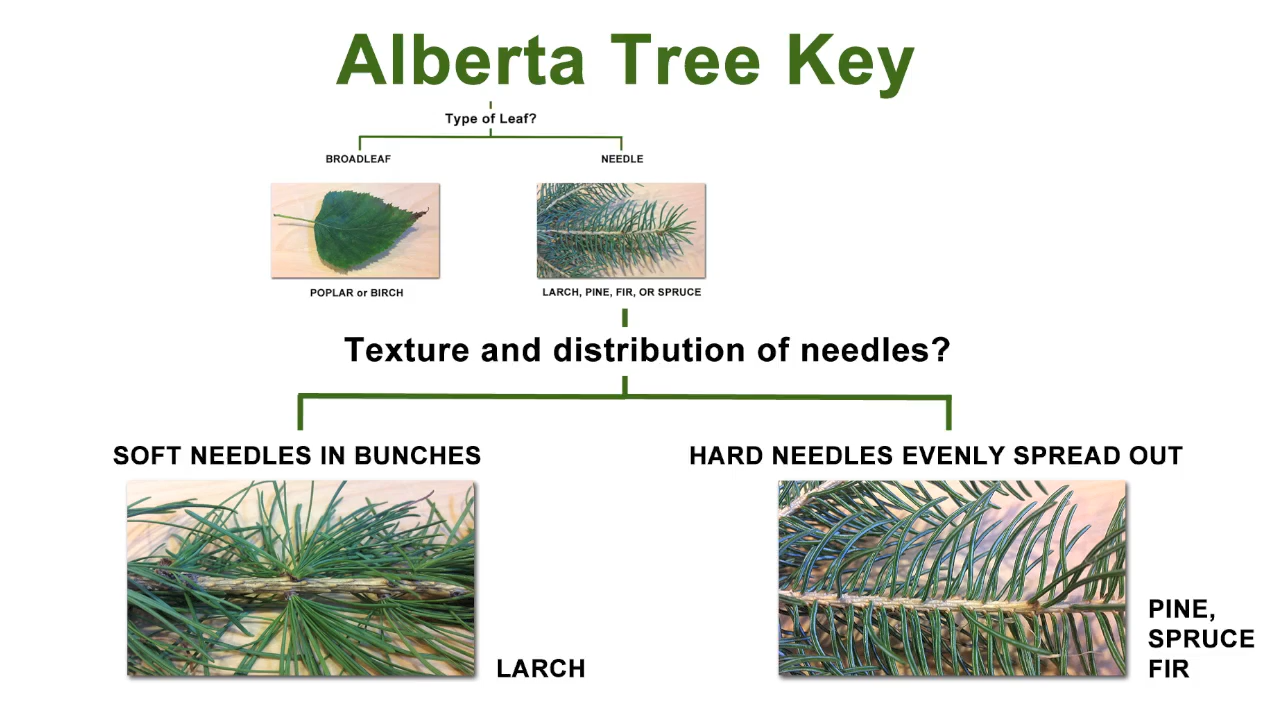 Alberta Tree Key
Type of Leaf?
BROADLEAF
NEEDLE
POPLAR or BIRCH
LARCH, PINE, FIR, OR SPRUCE
Texture and distribution of needles?
SOFT NEEDLES IN BUNCHES
HARD NEEDLES EVENLY SPREAD OUT
LARCH
PINE,
SPRUCE
FIR